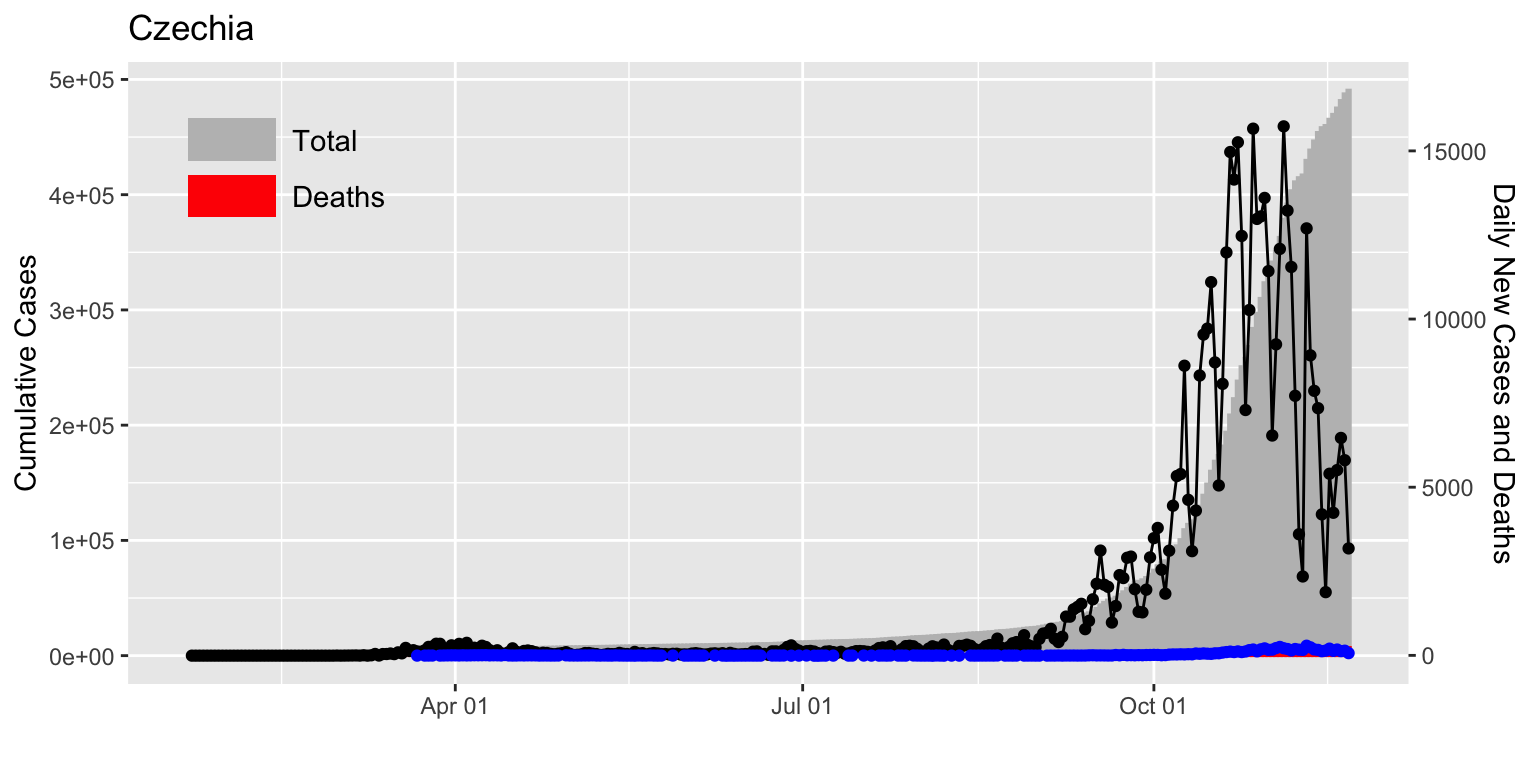 Czechia
5e+05
4e+05
3e+05
2e+05
1e+05
0e+00
Cumulative Cases
Total
Deaths
15000
10000
5000
0
Daily New Cases and Deaths
Apr 01
Jul 01
Oct 01